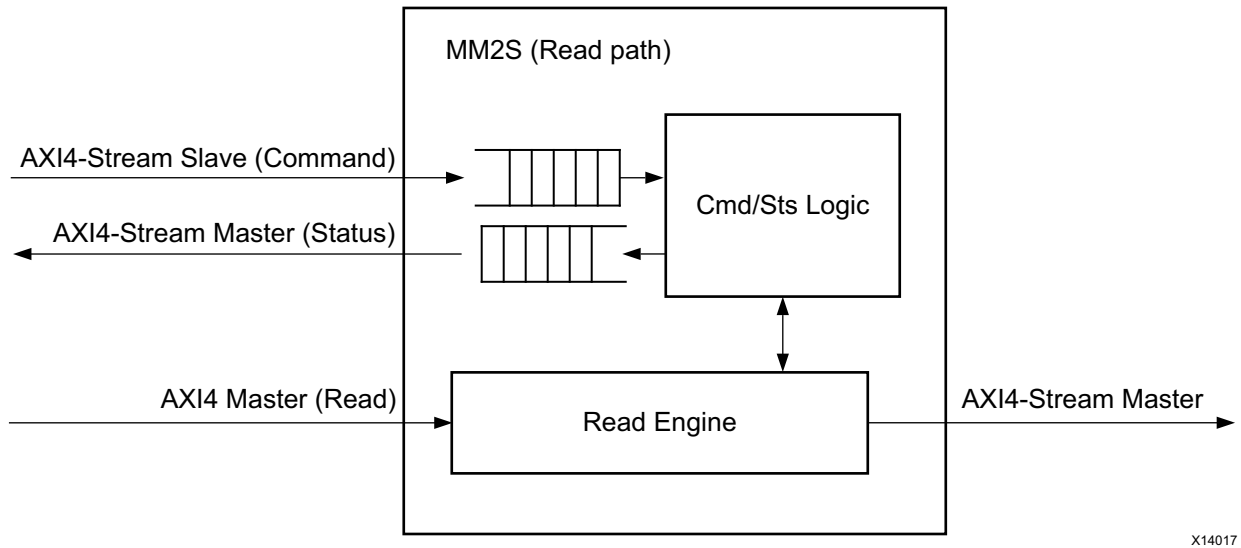 MM2S (Read path)
AXI4-Stream Slave (Command)
Cmd/Sts Logic
AXI4-Stream Master (Status)
AXI4 Master (Read)
Read Engine
AXI4-Stream Master
X14017